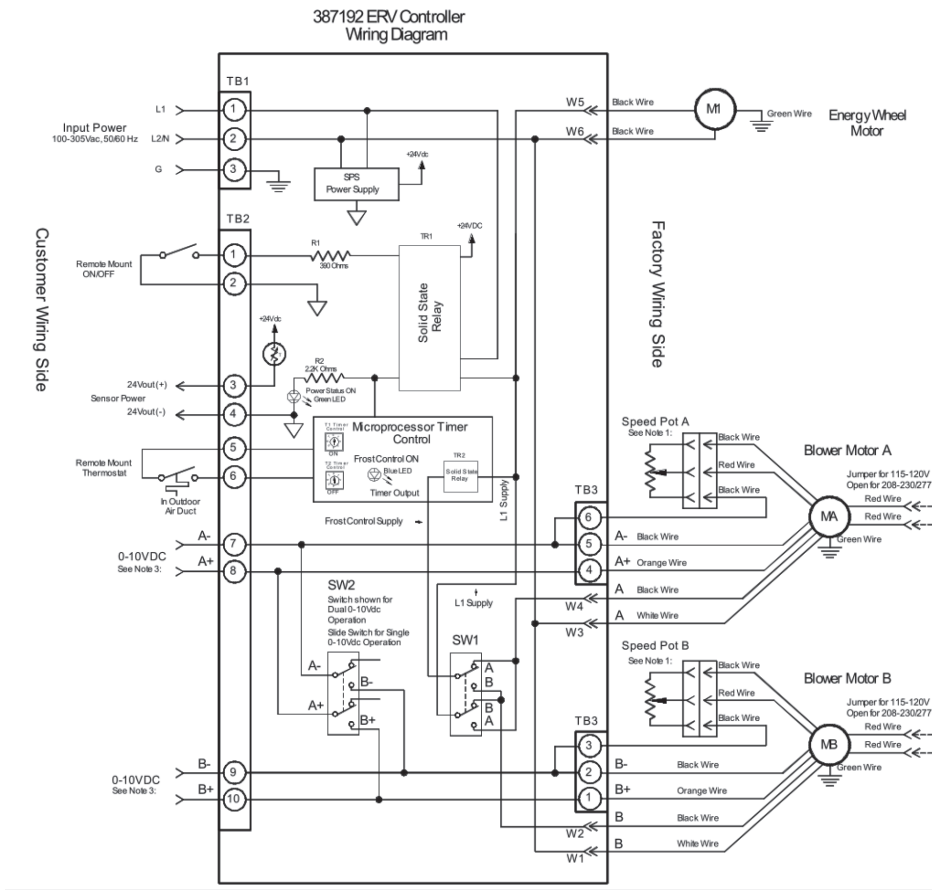 387192 ERV Controller
Wiring Diagram
TB1
L1
1
Input Power
100-305Vac, 50/60 Hz
L2/N
2
G
3
SPS
Power Supply
+24Vdc
W5
Black Wire
M1
Green Wire
Energy Wheel
Motor
W6
Black Wire
Customer Wiring Side
Factory Wiring Side
TB2
1
Remote Mount
ON/OFF
2
R1
390 Ohms
TR1
+24VDC
Solid State
Relay
+24Vdc
24Vout(+)
3
Sensor Power
24Vout(-)
4
R2
2.2K Ohms
Power Status ON
Green LED
Microprocessor Timer
Control
T1 Timer
Control
ON
T2 Timer
Control
OFF
Frost Control ON
Blue LED
Timer Output
TR2
Solid State
Relay
L1 Supply
5
Remote Mount
Thermostat
6
In Outdoor
Air Duct
Frost Control Supply
A-
7
0-10VDC
See Note 3:
A+
8
SW2
Switch shown for
Dual 0-10Vdc
Operation
Slide Switch for Single
0-10Vdc Operation
A-
B-
A+
B+
L1 Supply
SW1
A
B
B
A
B-
9
0-10VDC
See Note 3:
B+
10
Speed Pot A
See Note 1:
Black Wire
Red Wire
Black Wire
Blower Motor A
Jumper for 115-120V
Open for 208-230/277
Red Wire
Red Wire
MA
Green Wire
TB3
6
5
A-
Black Wire
4
A+
Orange Wire
W4
A
Black Wire
W3
A
White Wire
Speed Pot B
See Note 1:
Black Wire
Red Wire
Black Wire
Blower Motor B
Jumper for 115-120V
Open for 208-230/277
Red Wire
Red Wire
MB
Green Wire
TB3
3
2
B-
Black Wire
1
B+
Orange Wire
W2
B
Black Wire
W1
B
White Wire